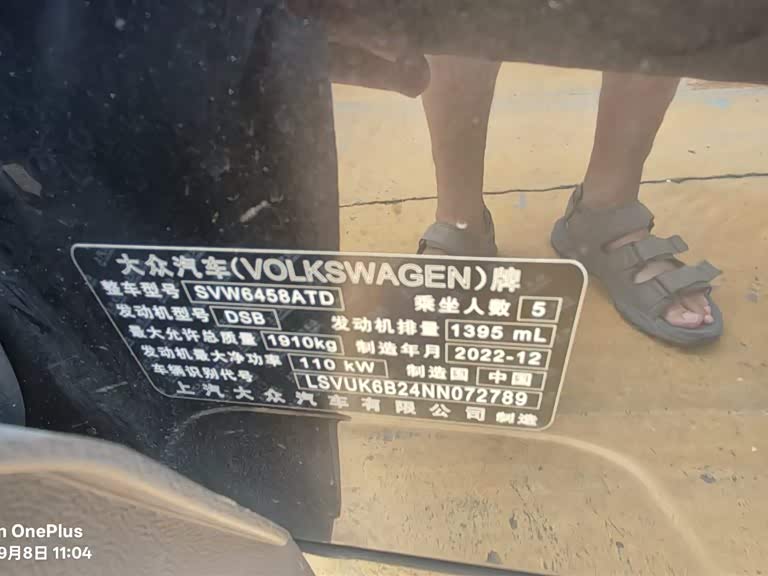 大众汽车(VOLKSWAGEN)牌
整车型号 SVW6458ATD 乘坐人数 5
发动机型号 DSB 发动机排量 1395 mL
最大允许总质量 1910kg 制造年月 2022-12
发动机最大净功率 110 kW 制造国 中国
车辆识别代号 LSVUK6B24NN072789
上汽大众汽车有限公司 制造
n OnePlus
9月8日 11:04